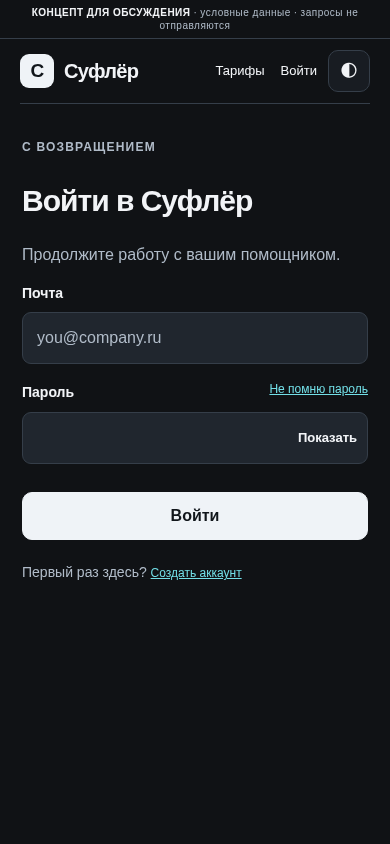 КОНЦЕПТ ДЛЯ ОБСУЖДЕНИЯ · условные данные · запросы не
отправляются
С Суфлёр Тарифы Войти
С ВОЗВРАЩЕНИЕМ
Войти в Суфлёр
Продолжите работу с вашим помощником.
Почта
you@company.ru
Пароль Не помню пароль
Показать
Войти
Первый раз здесь? Создать аккаунт